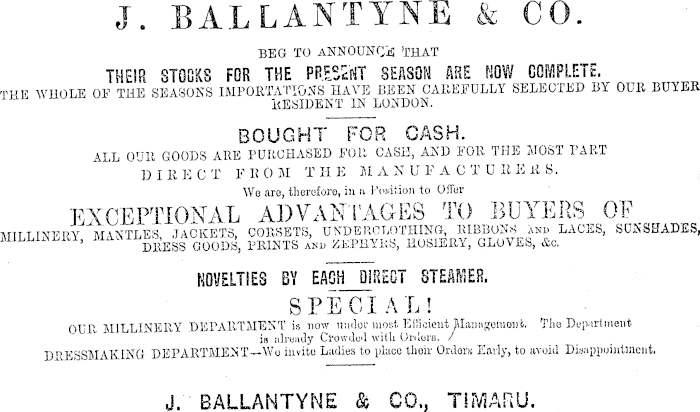 J. BALLANTYNE & CO.
BEG TO ANNOUNCE THAT
THEIR STOCKS FOR THE PRESENT SEASON ARE NOW COMPLETE.
THE WHOLE OF THE SEASONS IMPORTATIONS HAVE BEEN CAREFULLY SELECTED BY OUR BUYER
RESIDENT IN LONDON.
BOUGHT FOR CASH.
ALL OUR GOODS ARE PURCHASED FOR CASH, AND FOR THE MOST PART
DIRECT FROM THE MANUFACTURERS.
We are, therefore, in a Position to Offer
EXCEPTIONAL ADVANTAGES TO BUYERS OF
MILLINERY, MANTLES, JACKETS, CORSETS, UNDERCLOTHING, RIBBONS AND LACES, SUNSHADES,
DRESS GOODS, PRINTS AND ZEPHYRS, HOSIERY, GLOVES, &c.
NOVELTIES BY EACH DIRECT STEAMER.
SPECIAL!
OUR MILLINERY DEPARTMENT is now under most Efficient Management. The Department
is already Crowded with Orders.
DRESSMAKING DEPARTMENT—We invite Ladies to place their Orders Early, to avoid Disappointment.
J. BALLANTYNE & CO., TIMARU.